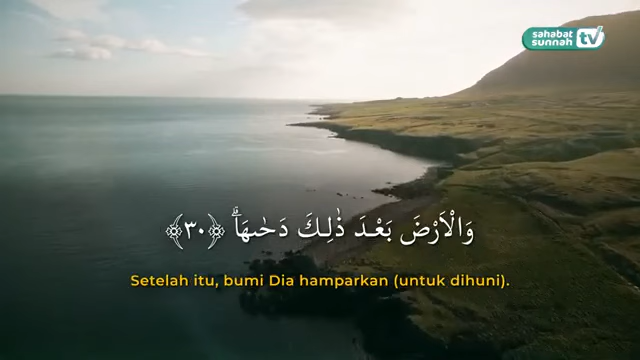 sahabat
sunnah tv
وَالْاَرْضَ بَعْدَ ذٰلِكَ دَحٰىهَاۗ ﴿٣٠﴾
Setelah itu, bumi Dia hamparkan (untuk dihuni).